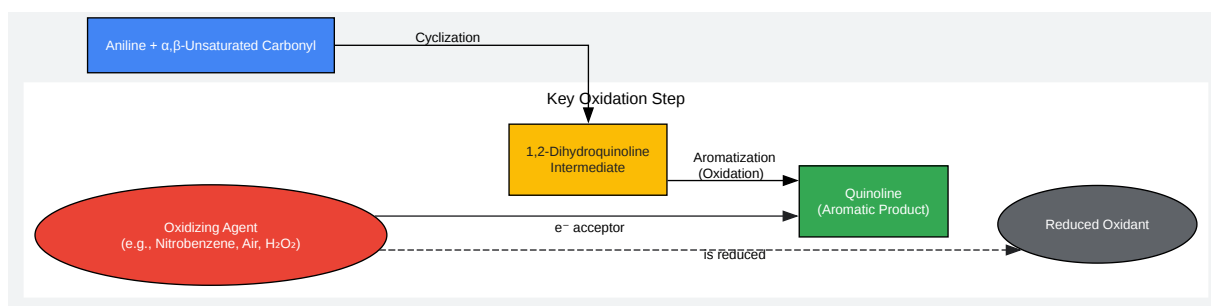 Aniline + α,β-Unsaturated Carbonyl
Cyclization
Key Oxidation Step
1,2-Dihydroquinoline
Intermediate
Aromatization
(Oxidation)
Quinoline
(Aromatic Product)
Oxidizing Agent
(e.g., Nitrobenzene, Air, H₂O₂)
e⁻ acceptor
is reduced
Reduced Oxidant